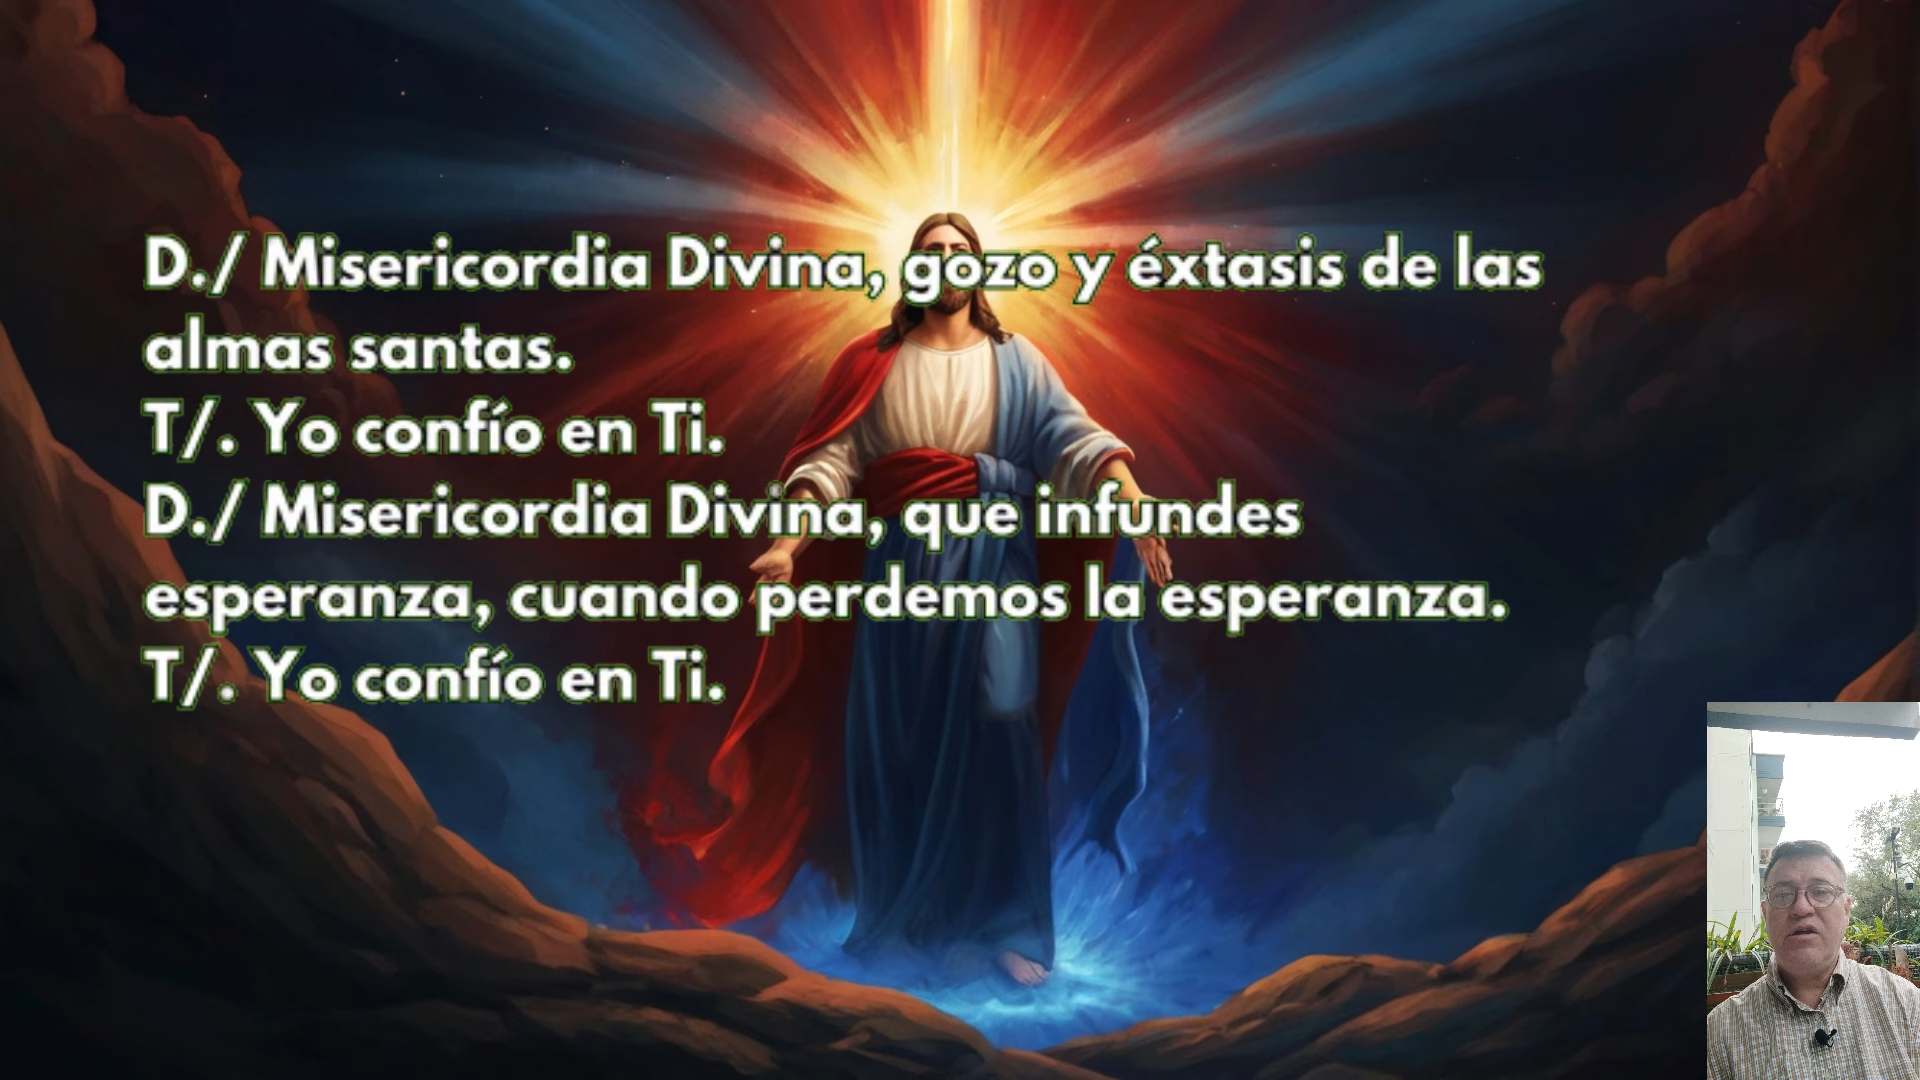 D./ Misericordia Divina, gozo y éxtasis de las
almas santas.
T/. Yo confío en Ti.
D./ Misericordia Divina, que infundes
esperanza, cuando perdemos la esperanza.
T/. Yo confío en Ti.